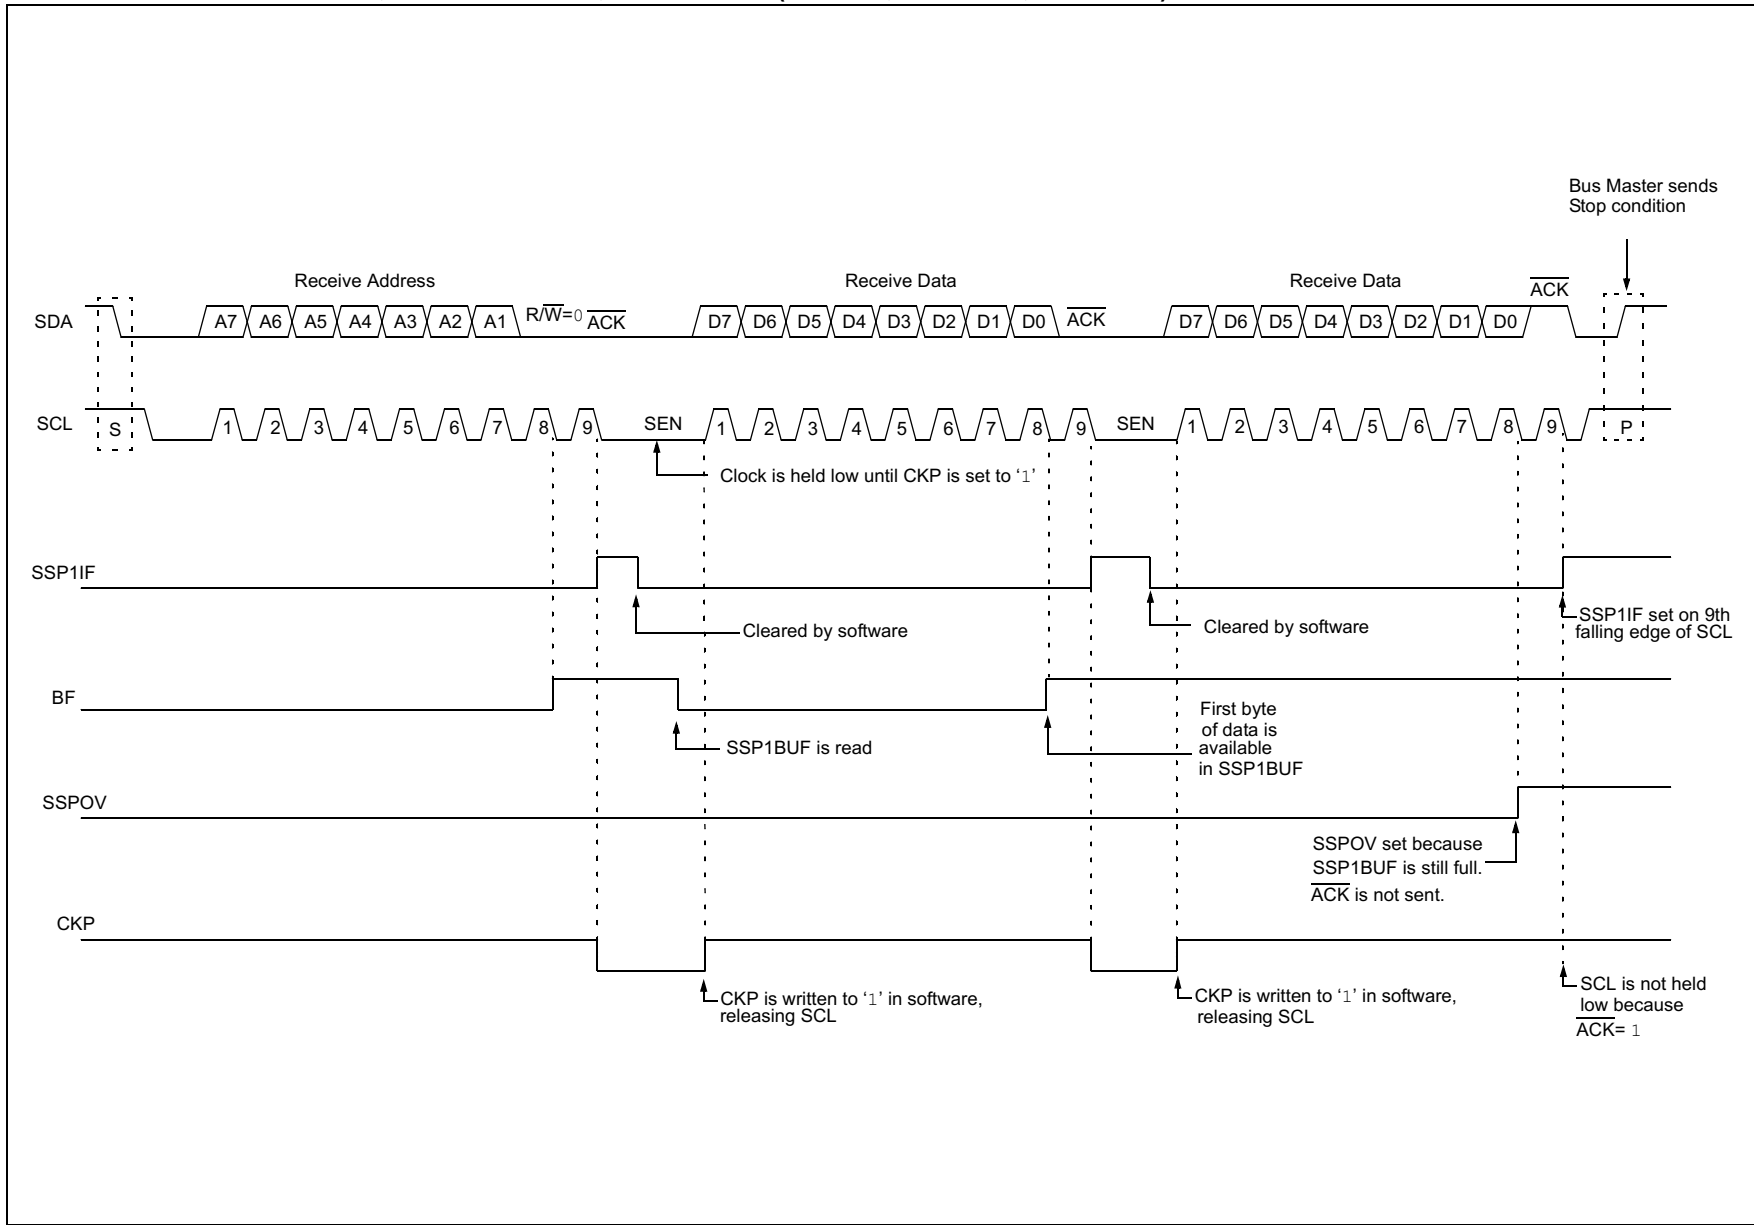 Bus Master sends
Stop condition
Receive Address
Receive Data
Receive Data
ACK
SDA
A7 A6 A5 A4 A3 A2 A1 R/W=0 ACK
D7 D6 D5 D4 D3 D2 D1 D0 ACK
D7 D6 D5 D4 D3 D2 D1 D0
SCL
S 1 2 3 4 5 6 7 8 9 SEN 1 2 3 4 5 6 7 8 9 SEN 1 2 3 4 5 6 7 8 9 P
Clock is held low until CKP is set to ‘1’
SSP1IF
Cleared by software
Cleared by software
SSP1IF set on 9th
falling edge of SCL
BF
SSP1BUF is read
First byte
of data is
available
in SSP1BUF
SSPOV
SSPOV set because
SSP1BUF is still full.
ACK is not sent.
CKP
CKP is written to ‘1’ in software,
releasing SCL
CKP is written to ‘1’ in software,
releasing SCL
SCL is not held
low because
ACK= 1